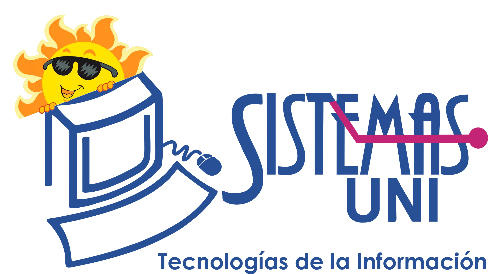 SISTEMAS
UNI
Tecnologías de la Información